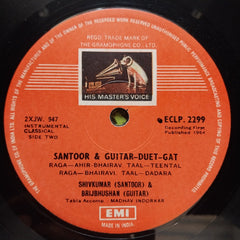 REGD. TRADE MARK OF
THE GRAMOPHONE CO. LTD.
HIS MASTER'S VOICE
2XJW. 947
INSTRUMENTAL
CLASSICAL
SIDE TWO
ECLP. 2299
Recording First
Published 1964
SANTOOR & GUITAR-DUET-GAT
RAGA-AHIR-BHAIRAV. TAAL-TEENTAL
RAGA-BHAIRAVI. TAAL-DADARA
SHIVKUMAR (SANTOOR) &
BRIJBHUSHAN (GUITAR)
Tabla Accomp: MADHAV INDORKAR
EMI
MADE IN INDIA